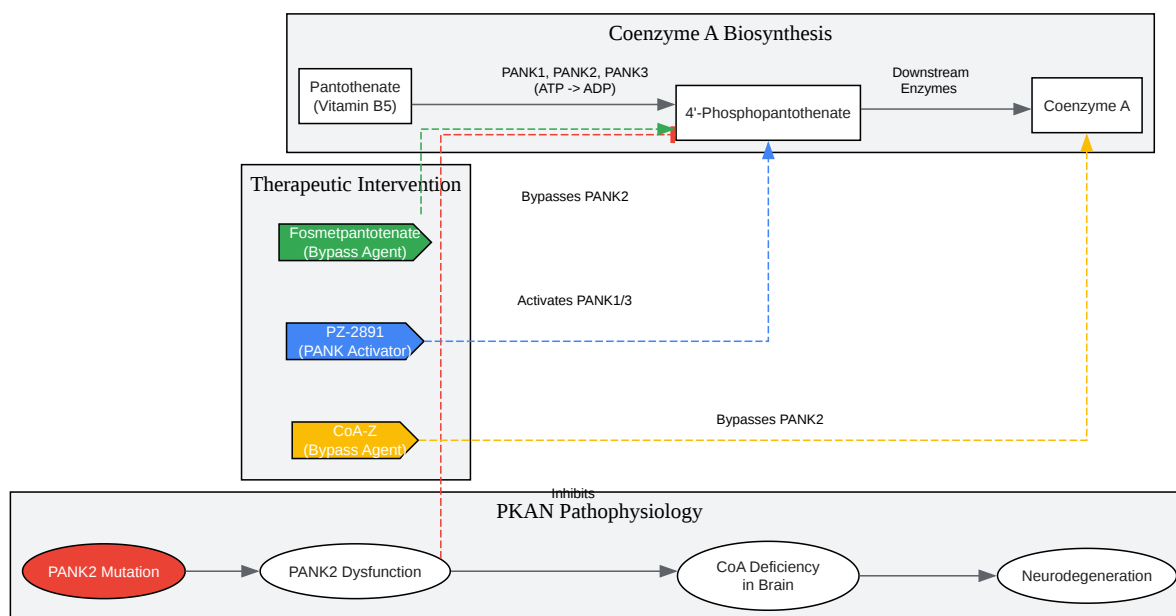 Coenzyme A Biosynthesis
Pantothenate
(Vitamin B5)
PANK1, PANK2, PANK3
(ATP -> ADP)
4'-Phosphopantothenate
Downstream
Enzymes
Coenzyme A
Therapeutic Intervention
Bypasses PANK2
Fosmetpantotenate
(Bypass Agent)
Activates PANK1/3
PZ-2891
(PANK Activator)
Bypasses PANK2
CoA-Z
(Bypass Agent)
Inhibits
PKAN Pathophysiology
PANK2 Mutation
PANK2 Dysfunction
CoA Deficiency
in Brain
Neurodegeneration